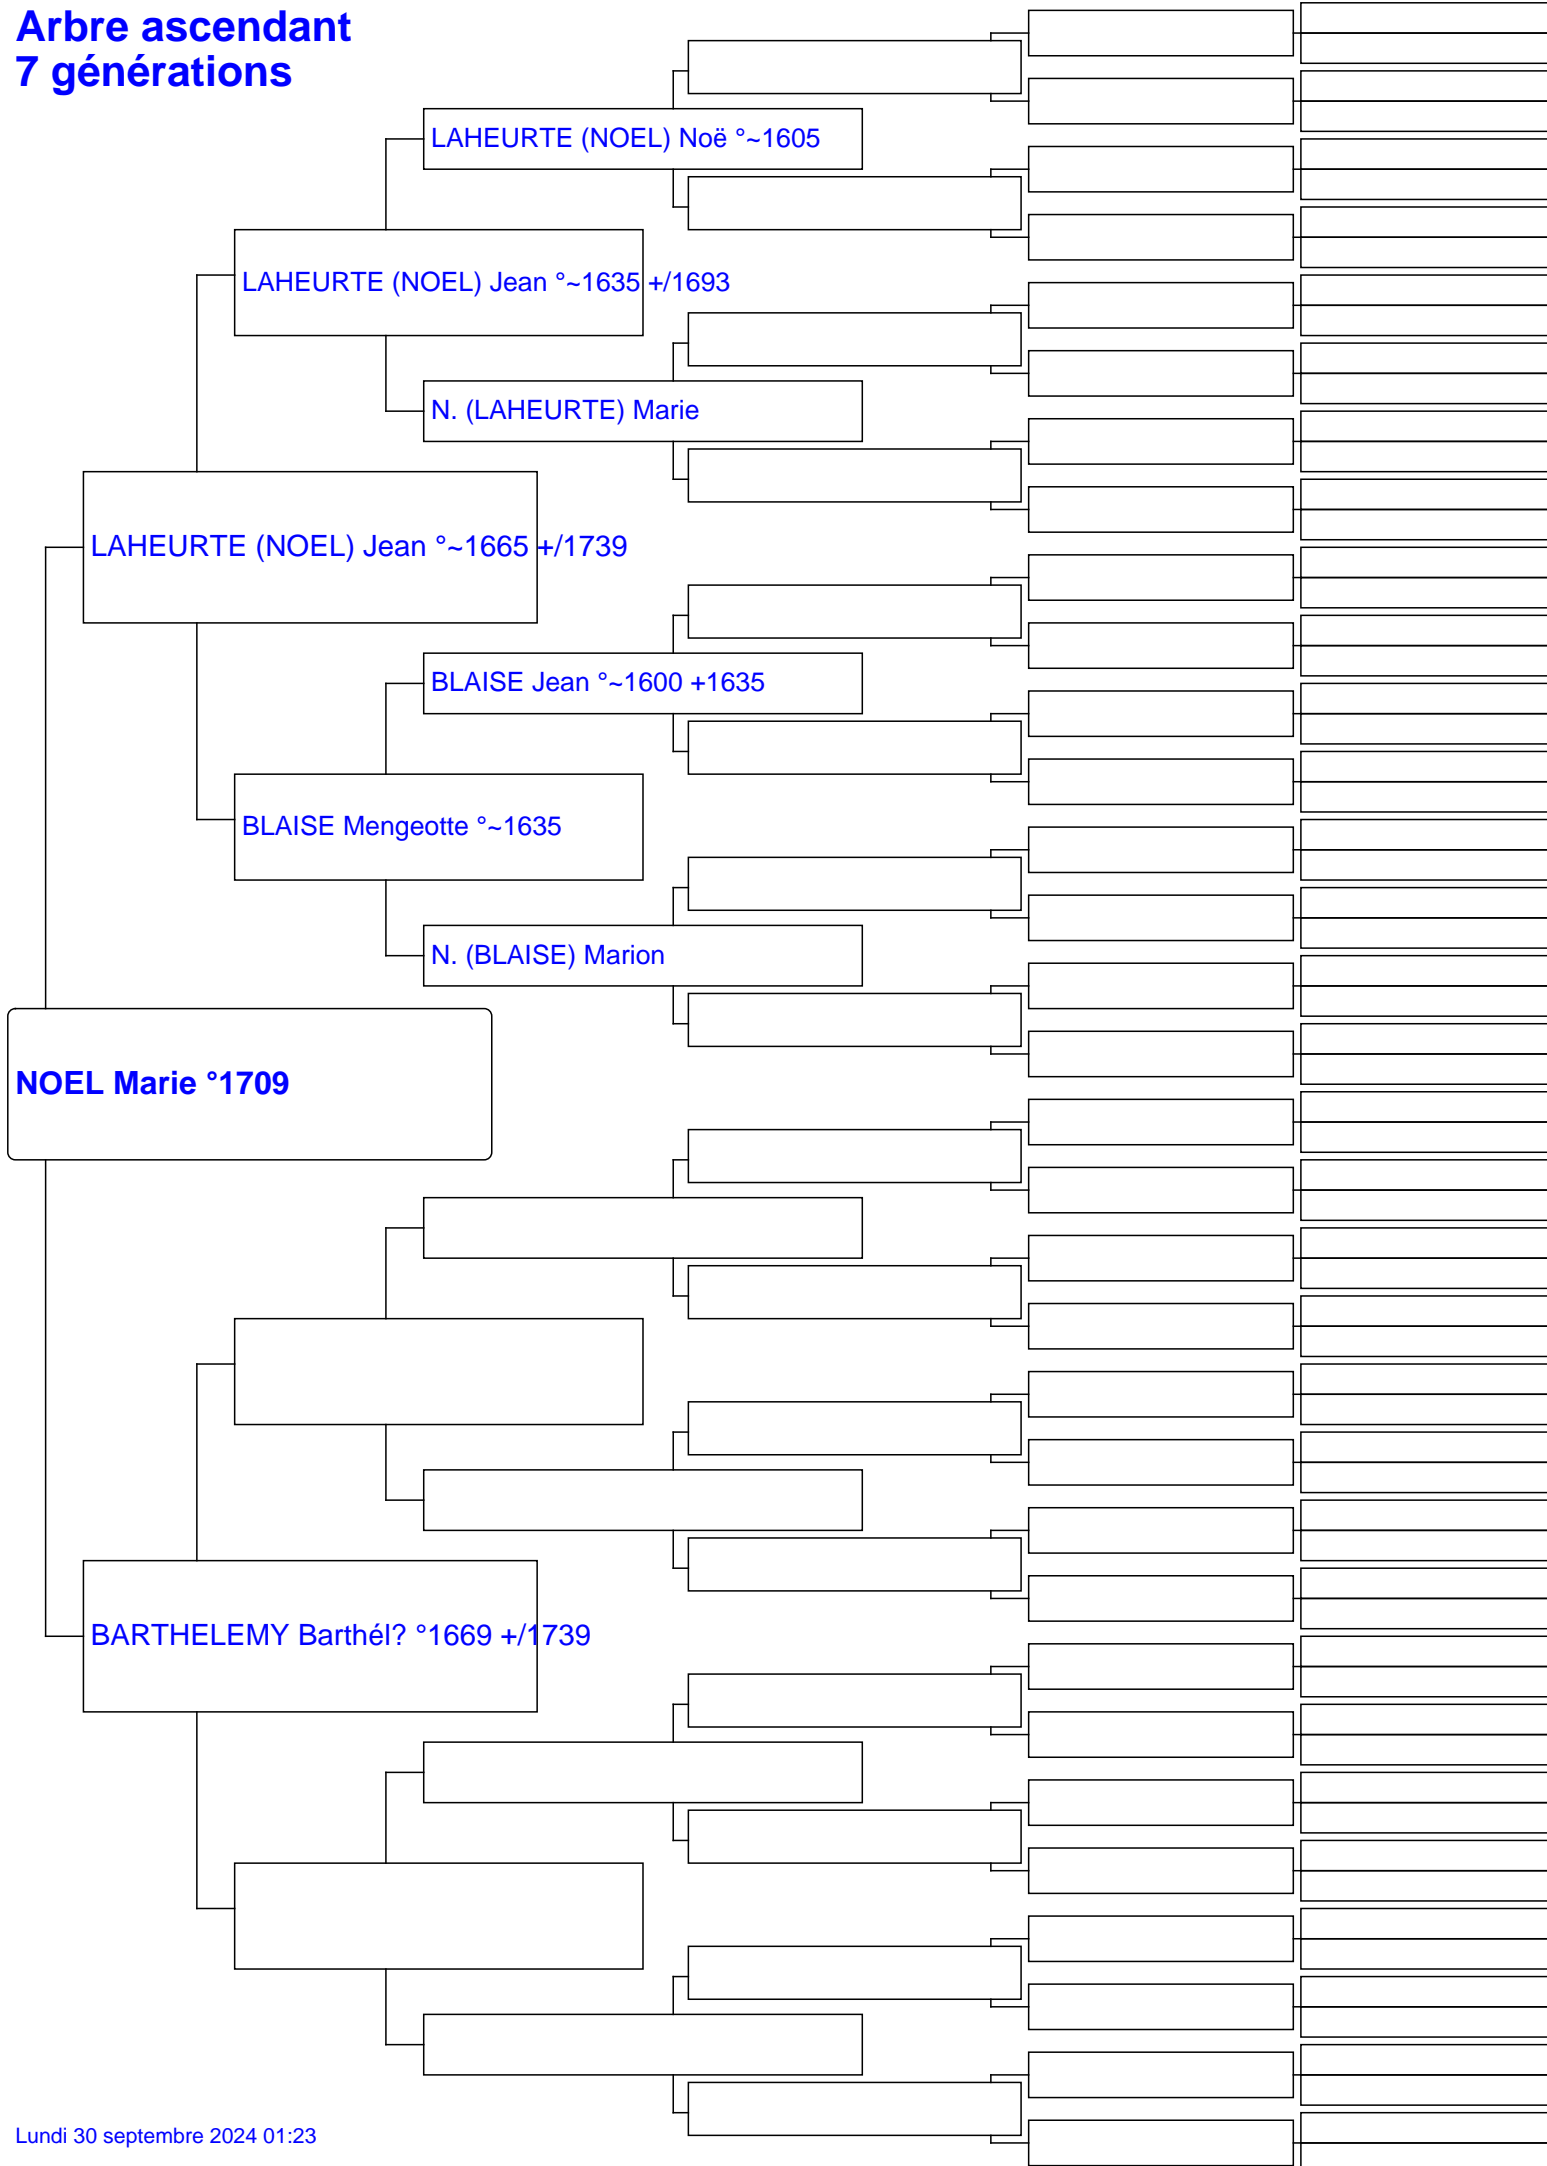 Arbre ascendant
7 générations
LAHEURTE (NOEL) Noë °~1605
LAHEURTE (NOEL) Jean °~1635 +/1693
N. (LAHEURTE) Marie
LAHEURTE (NOEL) Jean °~1665 +/1739
BLAISE Jean °~1600 +1635
BLAISE Mengeotte °~1635
N. (BLAISE) Marion
NOEL Marie °1709
BARTHELEMY Barthél? °1669 +/1739
Lundi 30 septembre 2024 01:23